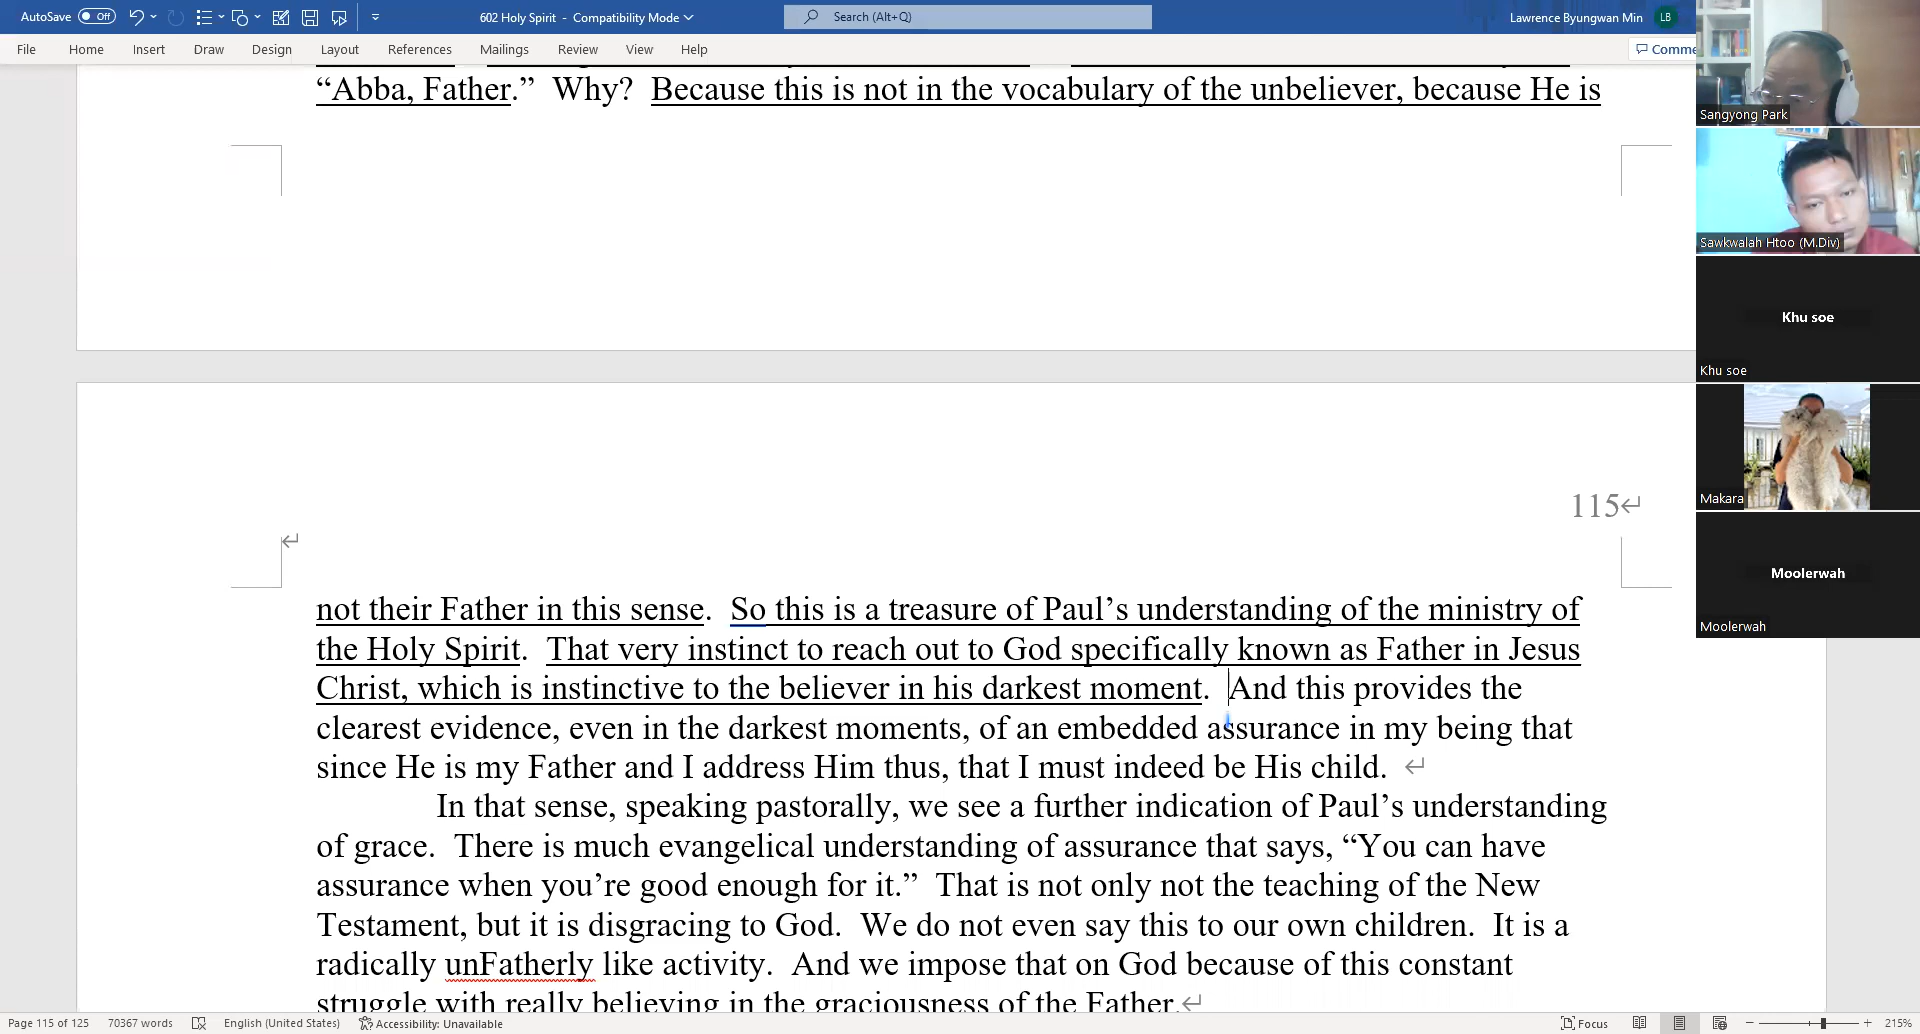 AutoSave Off
602 Holy Spirit - Compatibility Mode
Search (Alt+Q)
Lawrence Byungwan Min LB
File Home Insert Draw Design Layout References Mailings Review View Help
“Abba, Father.” Why? Because this is not in the vocabulary of the unbeliever, because He is
115
not their Father in this sense. So this is a treasure of Paul’s understanding of the ministry of
the Holy Spirit. That very instinct to reach out to God specifically known as Father in Jesus
Christ, which is instinctive to the believer in his darkest moment. And this provides the
clearest evidence, even in the darkest moments, of an embedded assurance in my being that
since He is my Father and I address Him thus, that I must indeed be His child.
In that sense, speaking pastorally, we see a further indication of Paul’s understanding
of grace. There is much evangelical understanding of assurance that says, “You can have
assurance when you’re good enough for it.” That is not only not the teaching of the New
Testament, but it is disgracing to God. We do not even say this to our own children. It is a
radically unFatherly like activity. And we impose that on God because of this constant
struggle with really believing in the graciousness of the Father.
Sangyong Park
Sawkwalah Htoo (M.Div)
Khu soe
Khu soe
Makara
Moolerwah
Moolerwah
Page 115 of 125 70367 words English (United States) Accessibility: Unavailable
Focus 215%